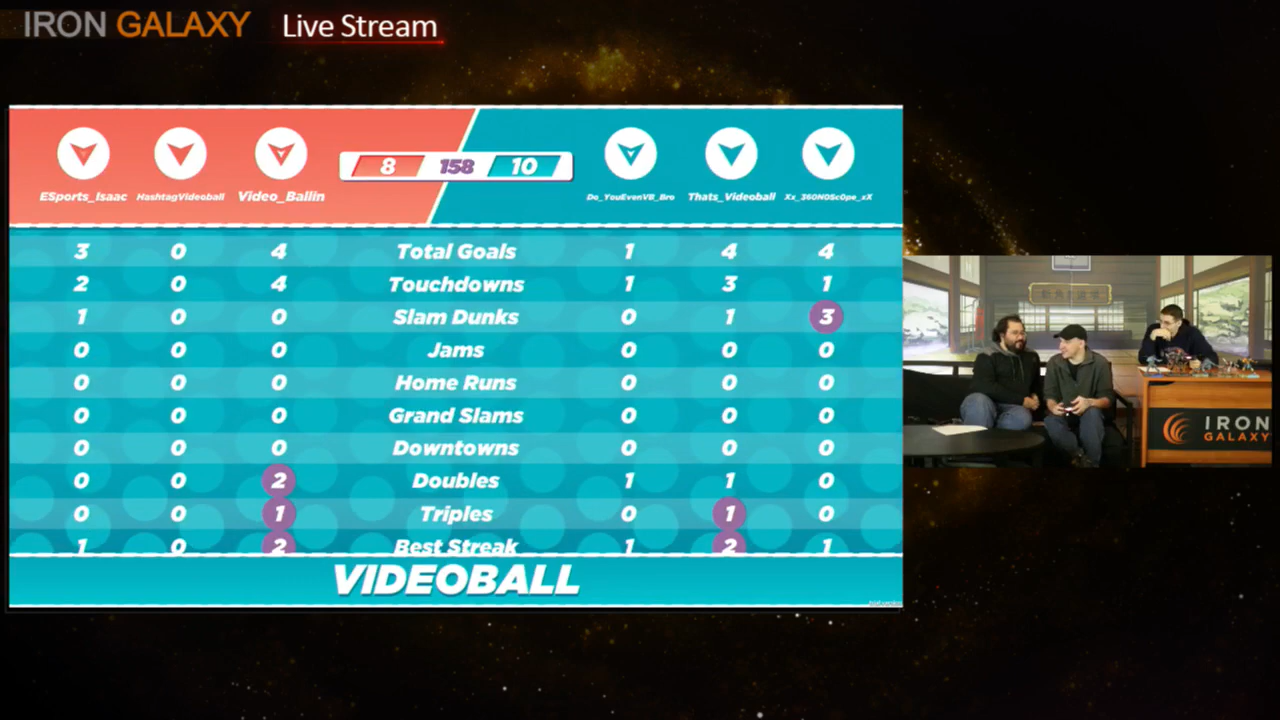 IRON GALAXY Live Stream
8 158 10
ESports_Isaac HashtagVideoball Video_Ballin Do_YouEvenVB_Bro Thats_Videoball Xx_360N0Sc0pe_xX
3 0 4 Total Goals 1 4 4
2 0 4 Touchdowns 1 3 1
1 0 0 Slam Dunks 0 1 3
0 0 0 Jams 0 0 0
0 0 0 Home Runs 0 0 0
0 0 0 Grand Slams 0 0 0
0 0 0 Downtowns 0 0 0
0 0 2 Doubles 1 1 0
0 0 1 Triples 0 1 0
1 0 2 Best Streak 1 2 1
VIDEOBALL
IRON
GALAXY